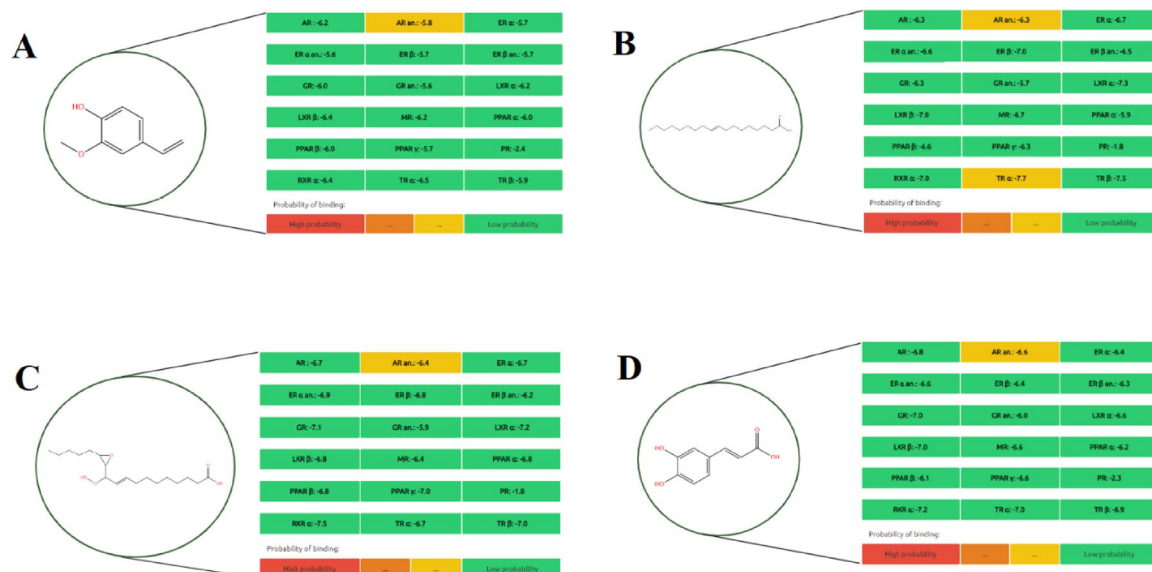 A
AR : -6.2 AR an.: -5.8 ER α: -5.7
ER α an.: -5.6 ER β: -5.7 ER β an.: -5.7
GR: -6.0 GR an.: -5.6 LXR α: -6.2
LXR β: -6.4 MR: -6.2 PPAR α: -6.0
PPAR β: -6.0 PPAR γ: -5.7 PR: -2.4
RXR α: -6.4 TR α: -6.5 TR β: -5.9
Probability of binding:
High probability ... ... Low probability
HO
O
B
AR : -6.3 AR an.: -6.3 ER α: -6.7
ER α an.: -6.6 ER β: -7.0 ER β an.: -6.5
GR: -6.3 GR an.: -5.7 LXR α: -7.3
LXR β: -7.0 MR: -6.7 PPAR α: -5.9
PPAR β: -6.6 PPAR γ: -6.3 PR: -1.8
RXR α: -7.0 TR α: -7.7 TR β: -7.5
Probability of binding:
High probability ... ... Low probability
C
AR : -6.7 AR an.: -6.4 ER α: -6.7
ER α an.: -6.9 ER β: -6.8 ER β an.: -6.2
GR: -7.1 GR an.: -5.9 LXR α: -7.2
LXR β: -6.8 MR: -6.4 PPAR α: -6.8
PPAR β: -6.8 PPAR γ: -7.0 PR: -1.8
RXR α: -7.5 TR α: -6.7 TR β: -7.0
Probability of binding:
High probability ... ... Low probability
D
AR : -6.8 AR an.: -6.6 ER α: -6.4
ER α an.: -6.6 ER β: -6.4 ER β an.: -6.3
GR: -7.0 GR an.: -6.0 LXR α: -6.6
LXR β: -7.0 MR: -6.6 PPAR α: -6.2
PPAR β: -6.1 PPAR γ: -6.6 PR: -2.3
RXR α: -7.2 TR α: -7.0 TR β: -6.9
Probability of binding:
High probability ... ... Low probability
O
HO
OH
HO